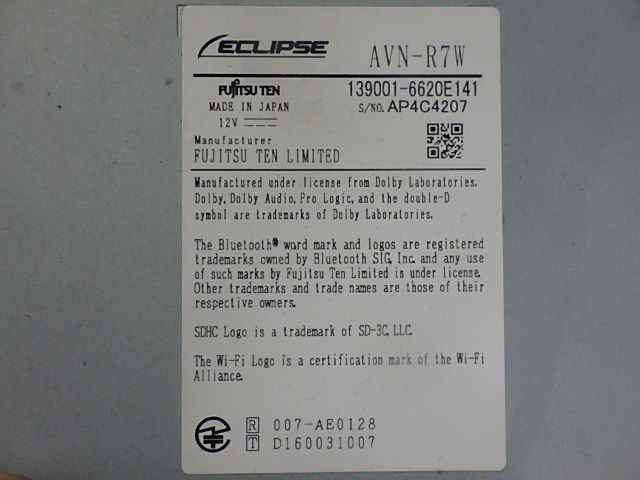 ECLIPSE AVN-R7W
FUJITSU TEN 139001-6620E141
MADE IN JAPAN S/NO. AP4C4207
12V
Manufacturer
FUJITSU TEN LIMITED
Manufactured under license from Dolby Laboratories.
Dolby, Dolby Audio, Pro Logic, and the double-D
symbol are trademarks of Dolby Laboratories.
The Bluetooth® word mark and logos are registered
trademarks owned by Bluetooth SIG, Inc. and any use
of such marks by Fujitsu Ten Limited is under license.
Other trademarks and trade names are those of their
respective owners.
SDHC Logo is a trademark of SD-3C, LLC.
The Wi-Fi Logo is a certification mark of the Wi-Fi
Alliance.
R 007-AE0128
T D160031007